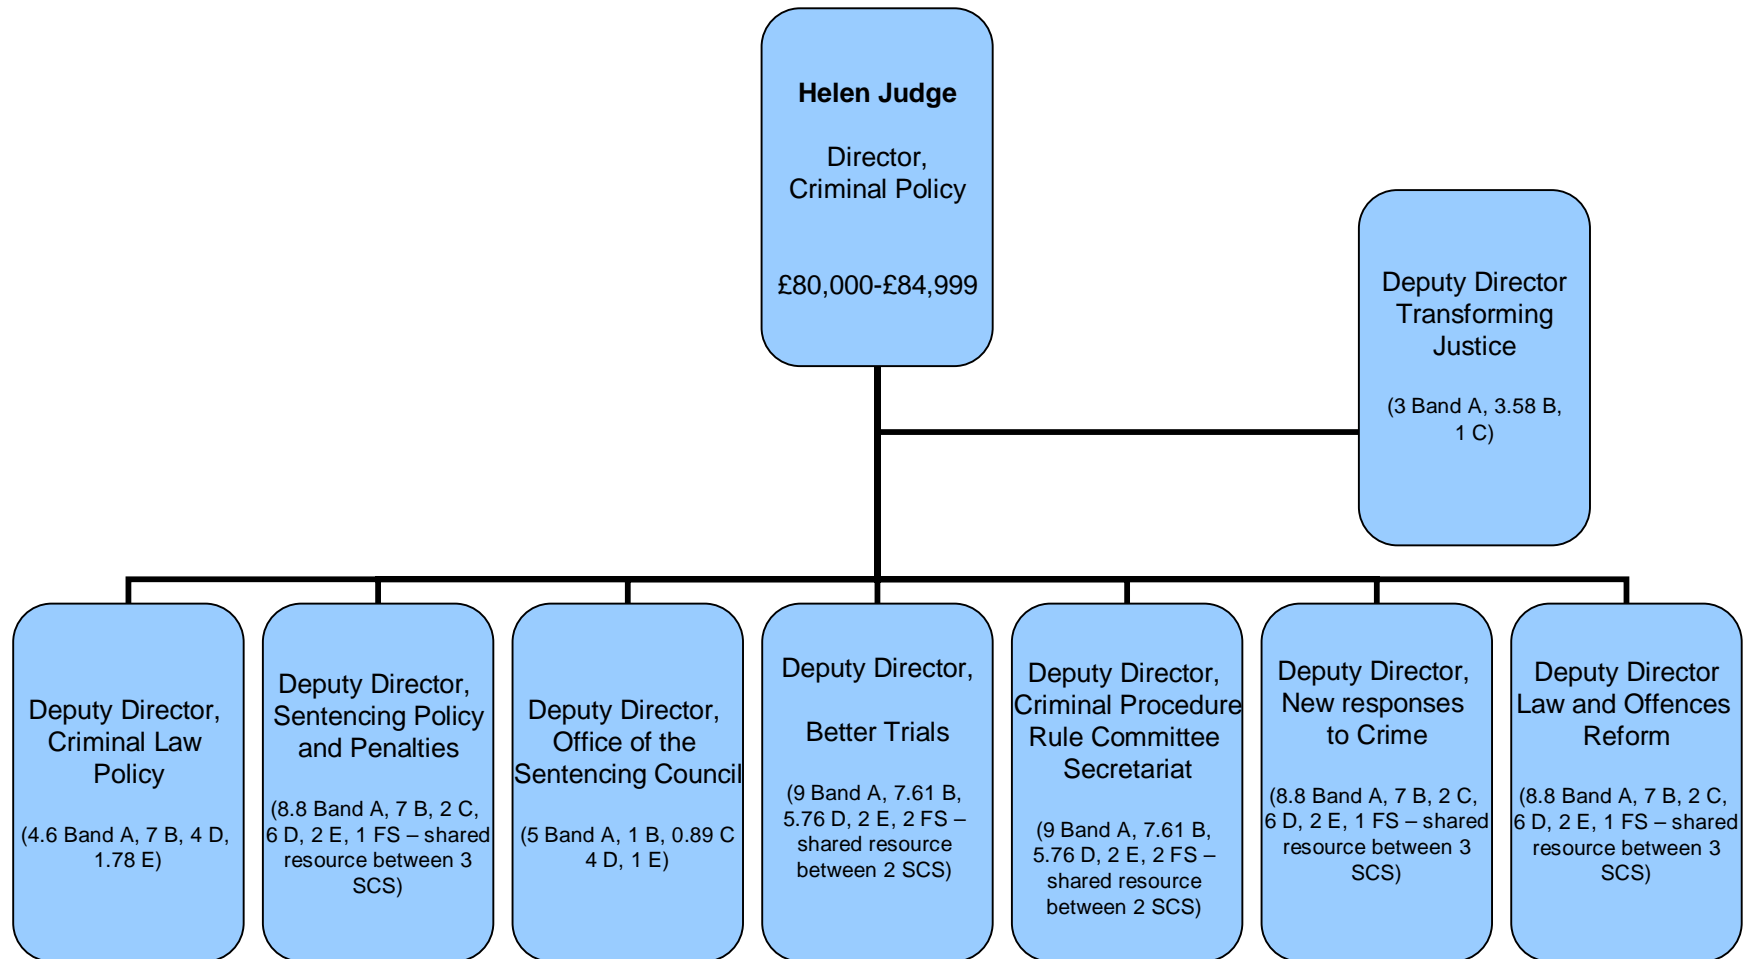 Helen Judge
Director,
Criminal Policy
£80,000-£84,999
Deputy Director
Transforming
Justice
(3 Band A, 3.58 B,
1 C)
Deputy Director,
Criminal Law
Policy
(4.6 Band A, 7 B, 4 D,
1.78 E)
Deputy Director,
Sentencing Policy
and Penalties
(8.8 Band A, 7 B, 2 C,
6 D, 2 E, 1 FS – shared
resource between 3
SCS)
Deputy Director,
Office of the
Sentencing Council
(5 Band A, 1 B, 0.89 C
4 D, 1 E)
Deputy Director,
Better Trials
(9 Band A, 7.61 B,
5.76 D, 2 E, 2 FS –
shared resource
between 2 SCS)
Deputy Director,
Criminal Procedure
Rule Committee
Secretariat
(9 Band A, 7.61 B,
5.76 D, 2 E, 2 FS –
shared resource
between 2 SCS)
Deputy Director,
New responses
to Crime
(8.8 Band A, 7 B, 2 C,
6 D, 2 E, 1 FS – shared
resource between 3
SCS)
Deputy Director
Law and Offences
Reform
(8.8 Band A, 7 B, 2 C,
6 D, 2 E, 1 FS – shared
resource between 3
SCS)